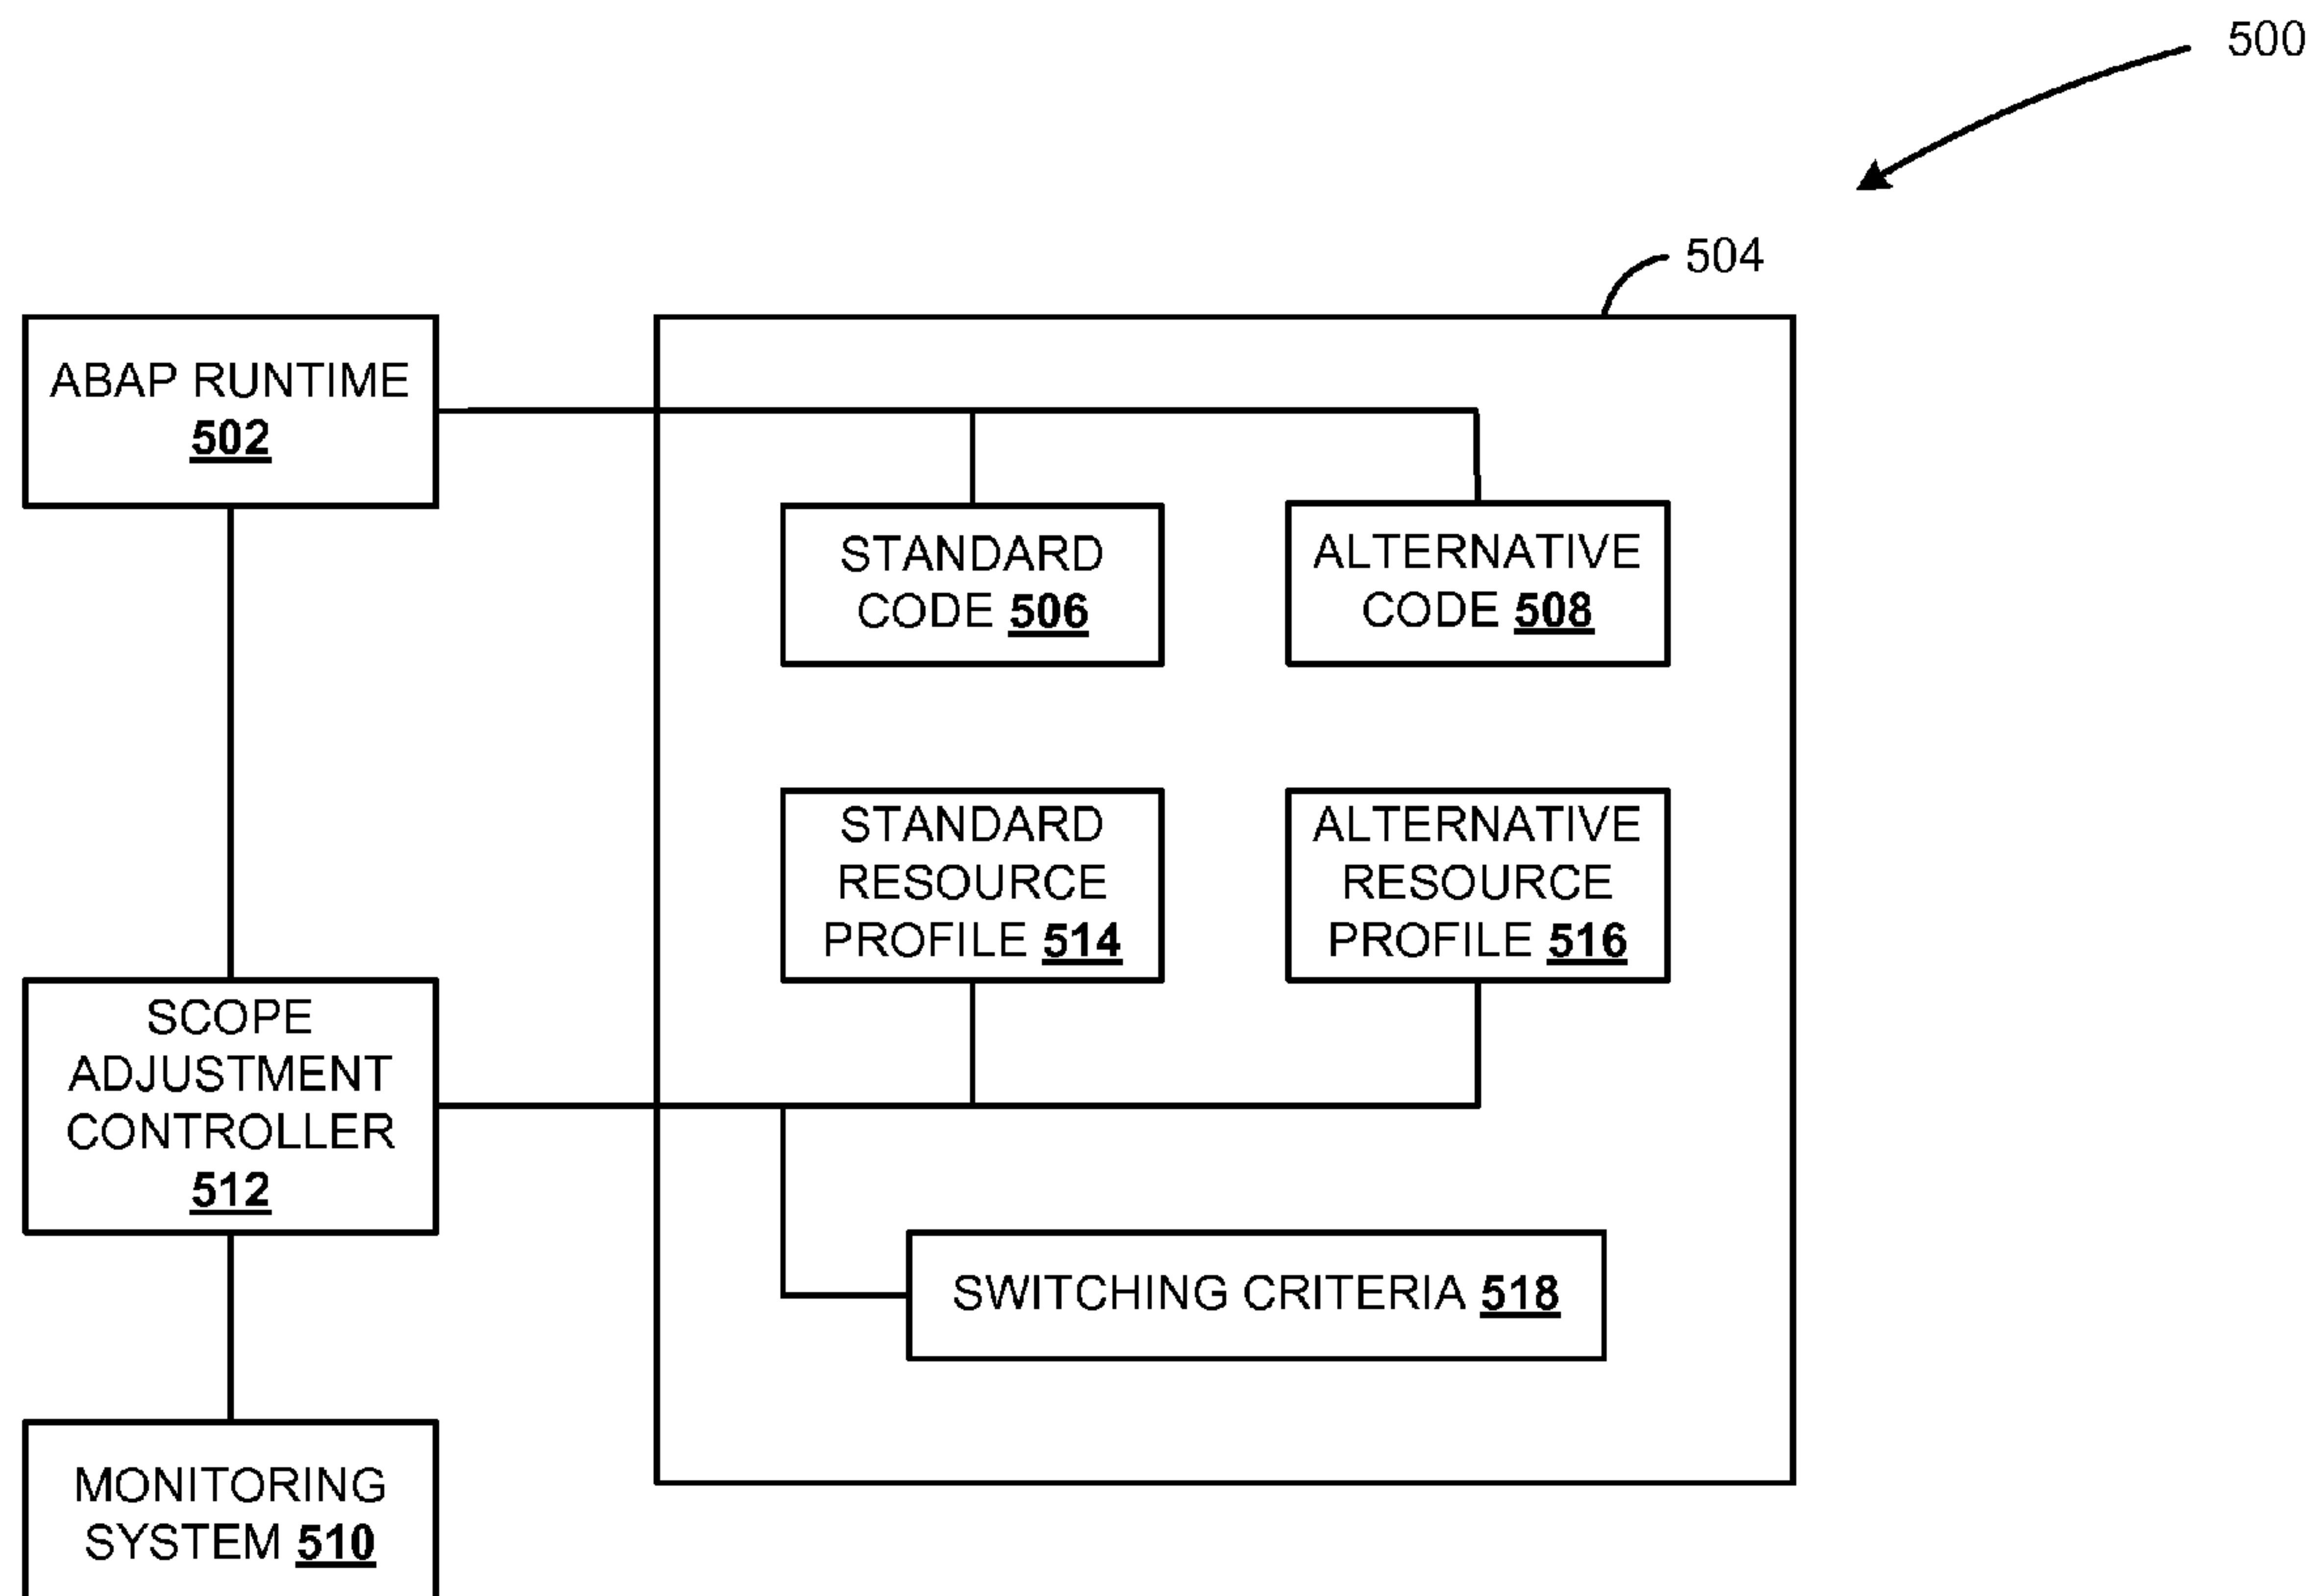 500
504
ABAP RUNTIME
502
STANDARD
CODE 506
ALTERNATIVE
CODE 508
STANDARD
RESOURCE
PROFILE 514
ALTERNATIVE
RESOURCE
PROFILE 516
SCOPE
ADJUSTMENT
CONTROLLER
512
SWITCHING CRITERIA 518
MONITORING
SYSTEM 510